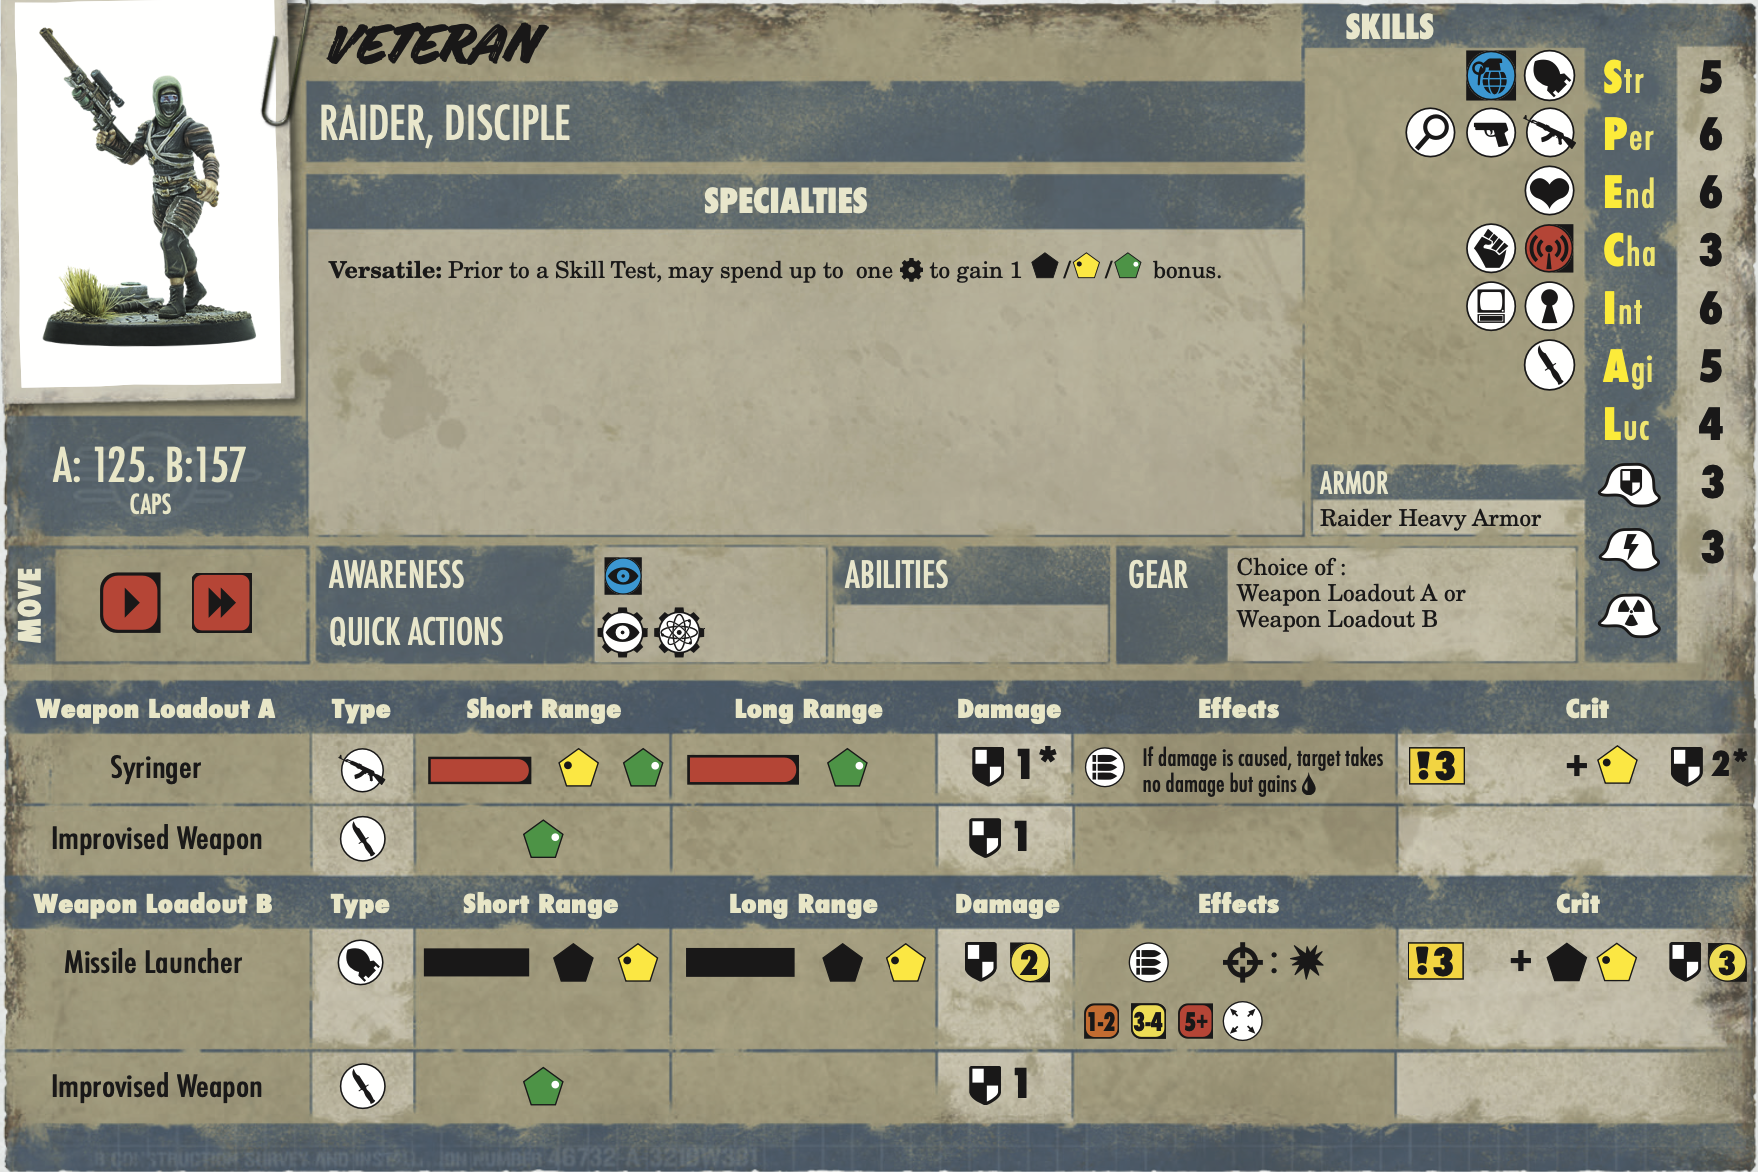 VETERAN
RAIDER, DISCIPLE
SPECIALTIES
Versatile: Prior to a Skill Test, may spend up to one to gain 1 / / bonus.
SKILLS
Str 5
Per 6
End 6
Cha 3
Int 6
Agi 5
Luc 4
3
3
ARMOR
Raider Heavy Armor
A: 125. B:157
CAPS
MOVE
AWARENESS
QUICK ACTIONS
ABILITIES
GEAR
Choice of :
Weapon Loadout A or
Weapon Loadout B
Weapon Loadout A Type Short Range Long Range Damage Effects Crit
Syringer 1* If damage is caused, target takes !3 + 2*
no damage but gains
Improvised Weapon 1
Weapon Loadout B Type Short Range Long Range Damage Effects Crit
Missile Launcher 2 : !3 + 3
1-2 3-4 5+
Improvised Weapon 1